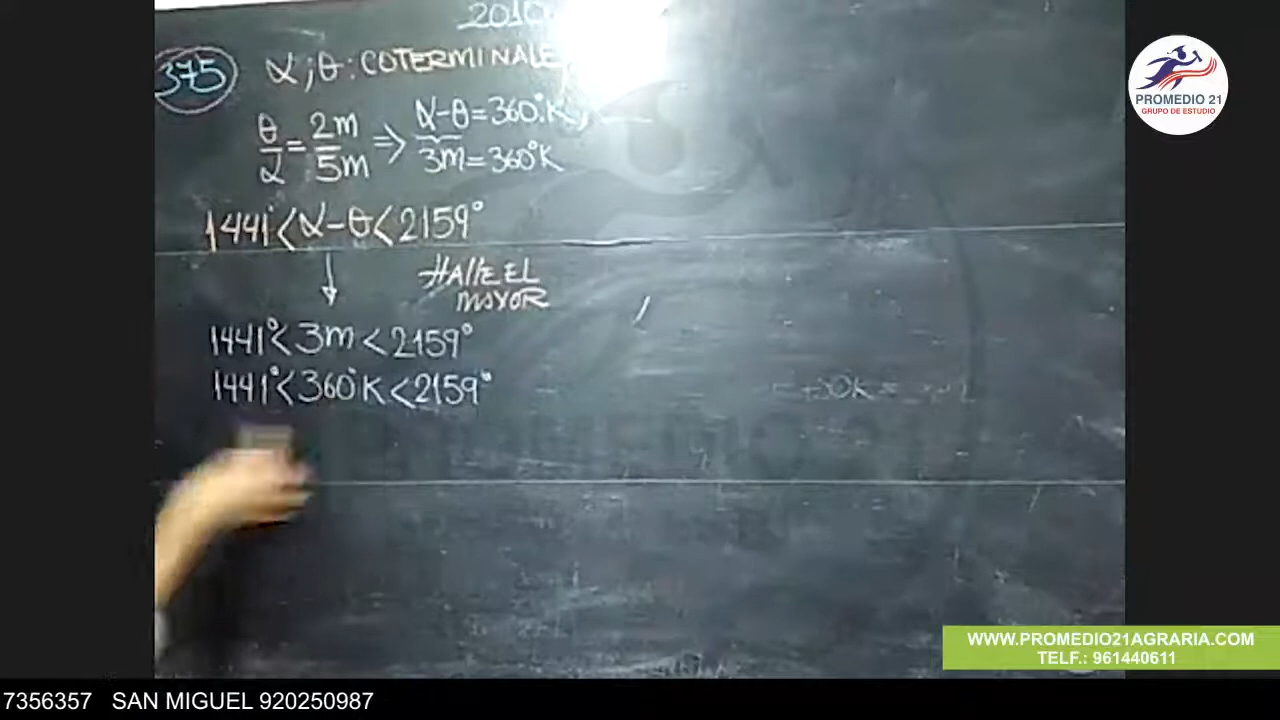 2010
375 α ; θ : COTERMINALE
θ/α = 2m/5m ⇒ α-θ = 360°K ;
3m = 360°K
1441° < α-θ < 2159°
HAllE EL
MAYOR
1441° < 3m < 2159°
1441° < 360°K < 2159°
PROMEDIO 21
GRUPO DE ESTUDIO
WWW.PROMEDIO21AGRARIA.COM
TELF.: 961440611
7356357 SAN MIGUEL 920250987